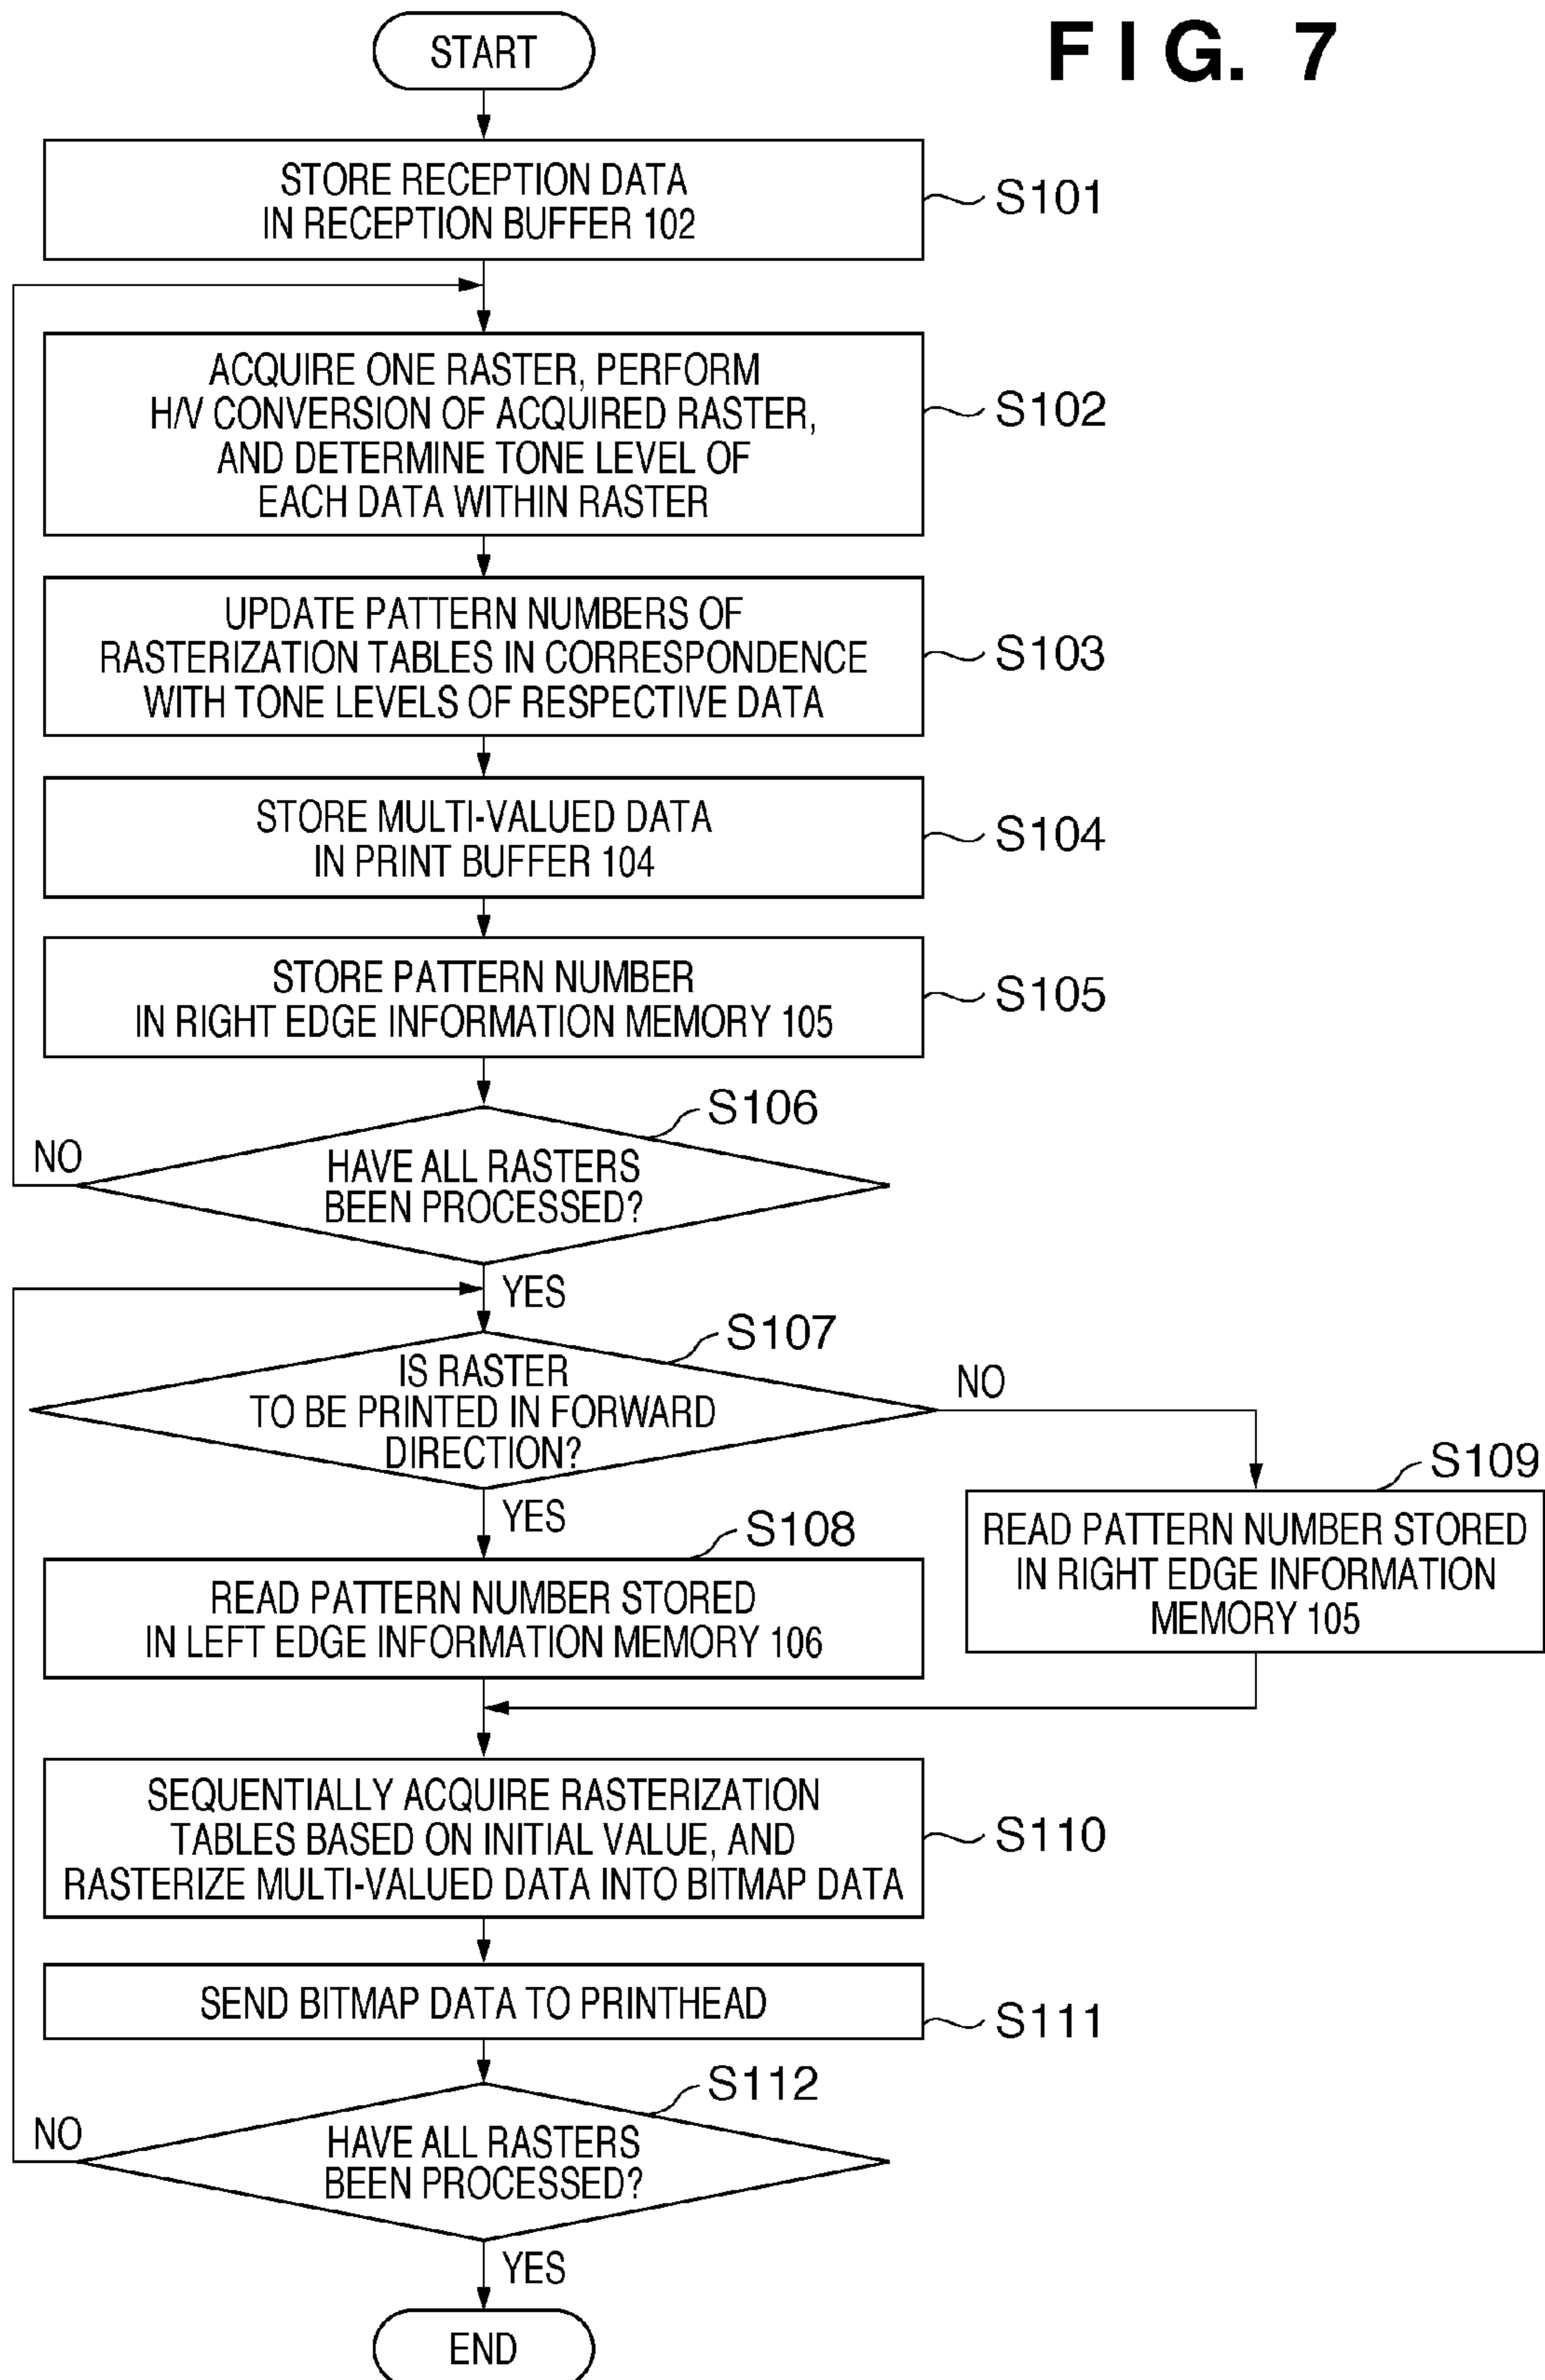 FIG. 7
START
STORE RECEPTION DATA
IN RECEPTION BUFFER 102
S101
ACQUIRE ONE RASTER, PERFORM
H/V CONVERSION OF ACQUIRED RASTER,
AND DETERMINE TONE LEVEL OF
EACH DATA WITHIN RASTER
S102
UPDATE PATTERN NUMBERS OF
RASTERIZATION TABLES IN CORRESPONDENCE
WITH TONE LEVELS OF RESPECTIVE DATA
S103
STORE MULTI-VALUED DATA
IN PRINT BUFFER 104
S104
STORE PATTERN NUMBER
IN RIGHT EDGE INFORMATION MEMORY 105
S105
S106
NO
HAVE ALL RASTERS
BEEN PROCESSED?
YES
S107
IS RASTER
TO BE PRINTED IN FORWARD
DIRECTION?
NO
YES
S108
READ PATTERN NUMBER STORED
IN LEFT EDGE INFORMATION MEMORY 106
S109
READ PATTERN NUMBER STORED
IN RIGHT EDGE INFORMATION
MEMORY 105
SEQUENTIALLY ACQUIRE RASTERIZATION
TABLES BASED ON INITIAL VALUE, AND
RASTERIZE MULTI-VALUED DATA INTO BITMAP DATA
S110
SEND BITMAP DATA TO PRINTHEAD
S111
S112
NO
HAVE ALL RASTERS
BEEN PROCESSED?
YES
END